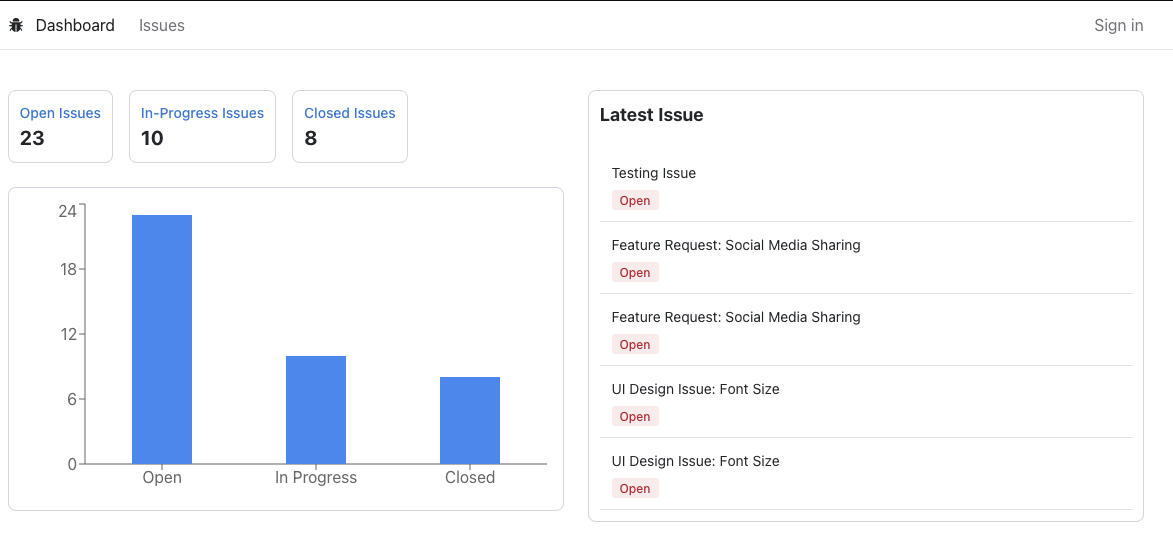 Dashboard Issues Sign in
Open Issues
23
In-Progress Issues
10
Closed Issues
8
24
18
12
6
0
Open In Progress Closed
Latest Issue
Testing Issue
Open
Feature Request: Social Media Sharing
Open
Feature Request: Social Media Sharing
Open
UI Design Issue: Font Size
Open
UI Design Issue: Font Size
Open